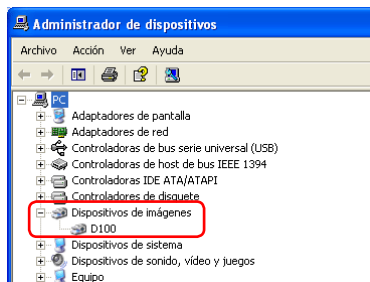 Administrador de dispositivos
Archivo Acción Ver Ayuda
PC
Adaptadores de pantalla
Adaptadores de red
Controladoras de bus serie universal (USB)
Controladoras de host de bus IEEE 1394
Controladoras IDE ATA/ATAPI
Controladoras de disquete
Dispositivos de imágenes
D100
Dispositivos de sistema
Dispositivos de sonido, vídeo y juegos
Equipo